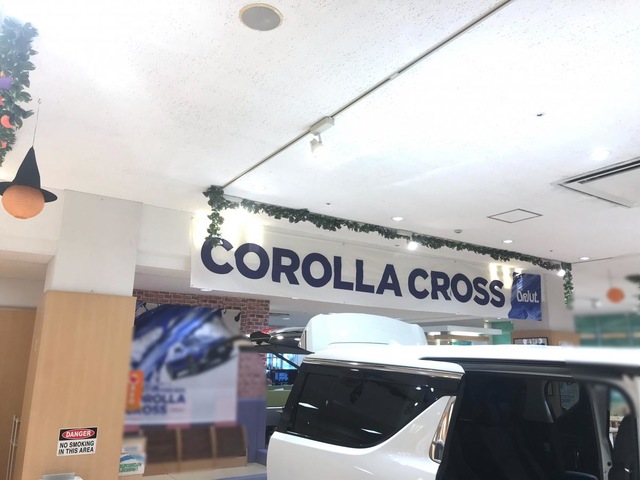 COROLLA CROSS
Debut.
COROLLA
CROSS
DANGER
NO SMOKING
IN THIS AREA